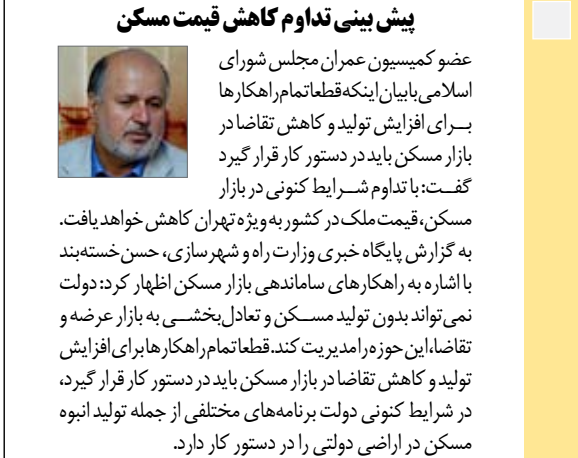 پیش بینی تداوم کاهش قیمت مسکن
عضو کمیسیون عمران مجلس شورای
اسلامی بابیان اینکه قطعا تمام راهکارها
برای افزایش تولید و کاهش تقاضا در
بازار مسکن باید در دستور کار قرار گیرد
گفت: با تداوم شرایط کنونی در بازار
مسکن، قیمت ملک در کشور به ویژه تهران کاهش خواهد یافت.
به گزارش پایگاه خبری وزارت راه و شهرسازی، حسن خسته‌بند
با اشاره به راهکارهای ساماندهی بازار مسکن اظهار کرد: دولت
نمی‌تواند بدون تولید مسکن و تعادل‌بخشی به بازار عرضه و
تقاضا، این حوزه را مدیریت کند. قطعا تمام راهکارها برای افزایش
تولید و کاهش تقاضا در بازار مسکن باید در دستور کار قرار گیرد،
در شرایط کنونی دولت برنامه‌های مختلفی از جمله تولید انبوه
مسکن در اراضی دولتی را در دستور کار دارد.